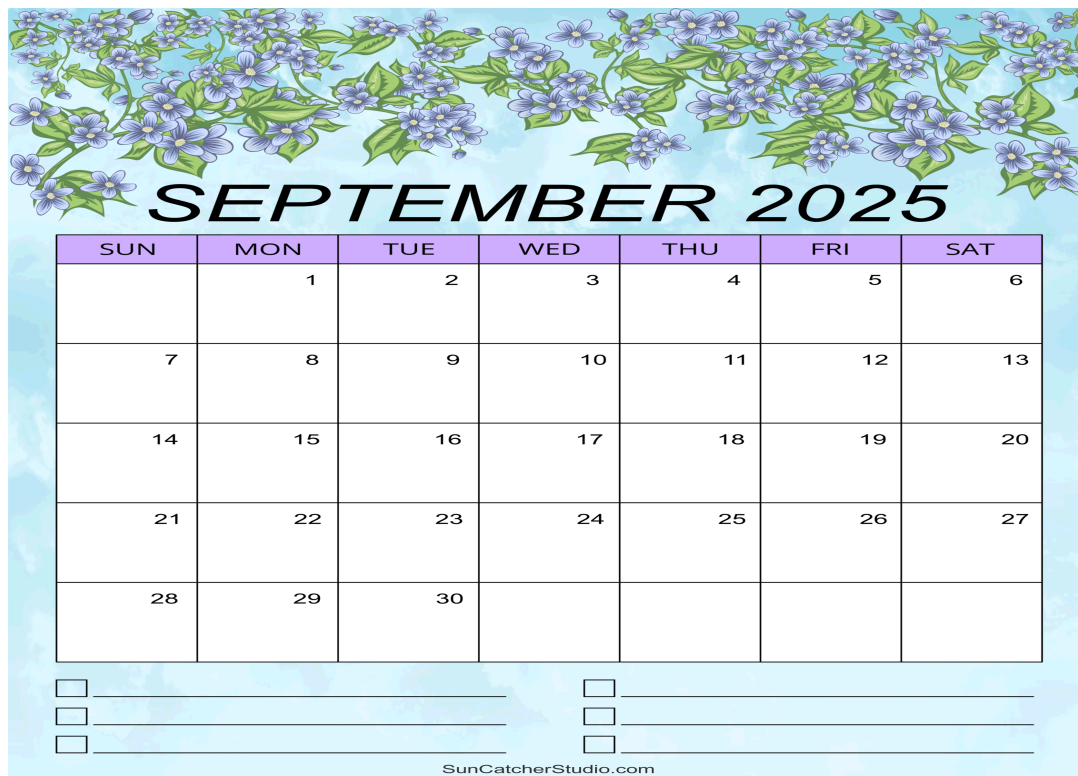 SEPTEMBER 2025
SUN MON TUE WED THU FRI SAT
1 2 3 4 5 6
7 8 9 10 11 12 13
14 15 16 17 18 19 20
21 22 23 24 25 26 27
28 29 30
SunCatcherStudio.com